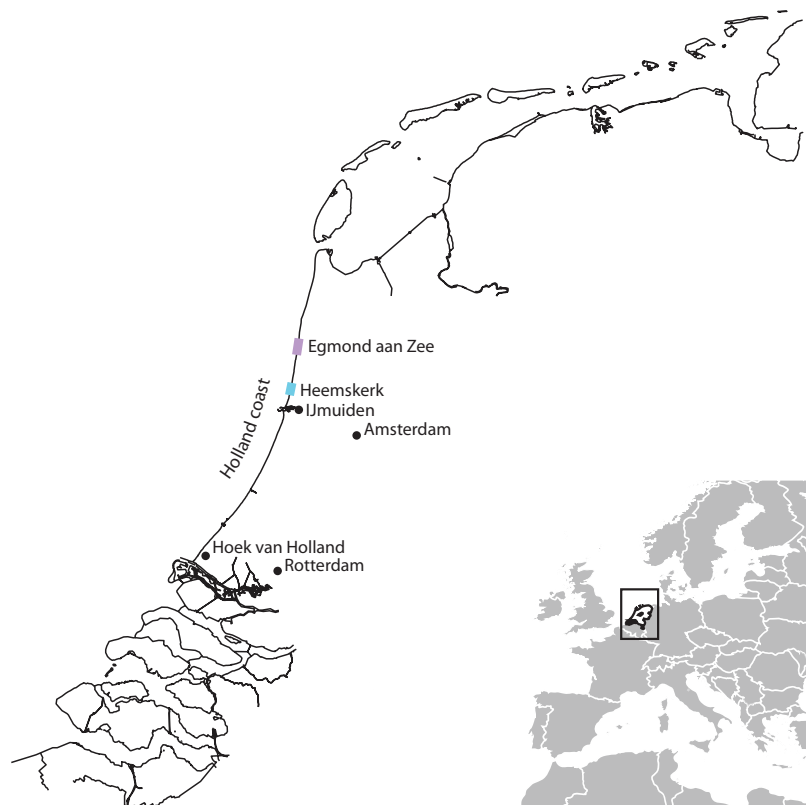 Egmond aan Zee
Heemskerk
IJmuiden
Amsterdam
Holland coast
Hoek van Holland
Rotterdam